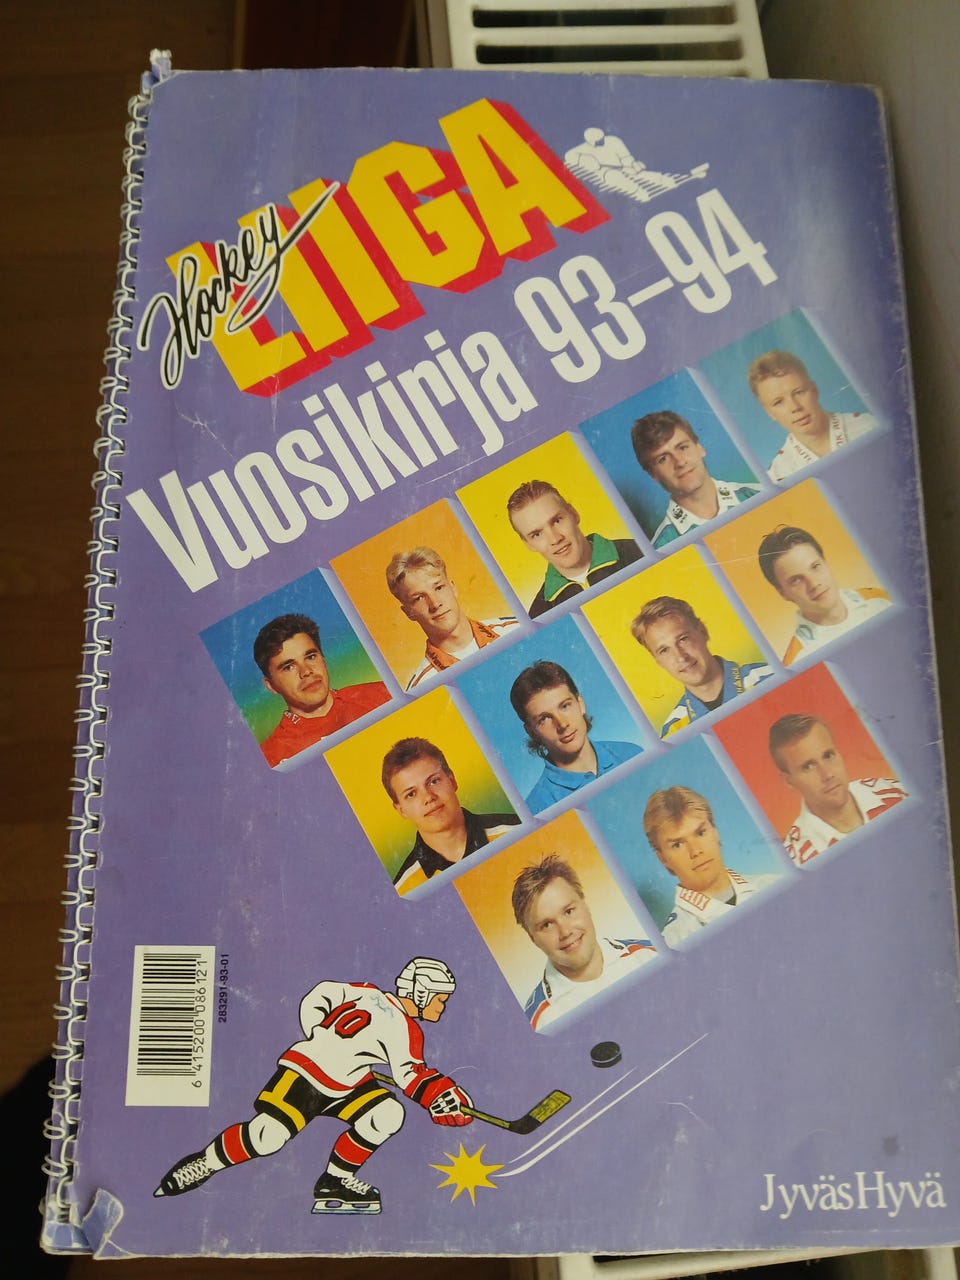 Hockey
LIIGA
Vuosikirja 93-94
6 415200 086121
283291-93-01
10
JyväsHyvä